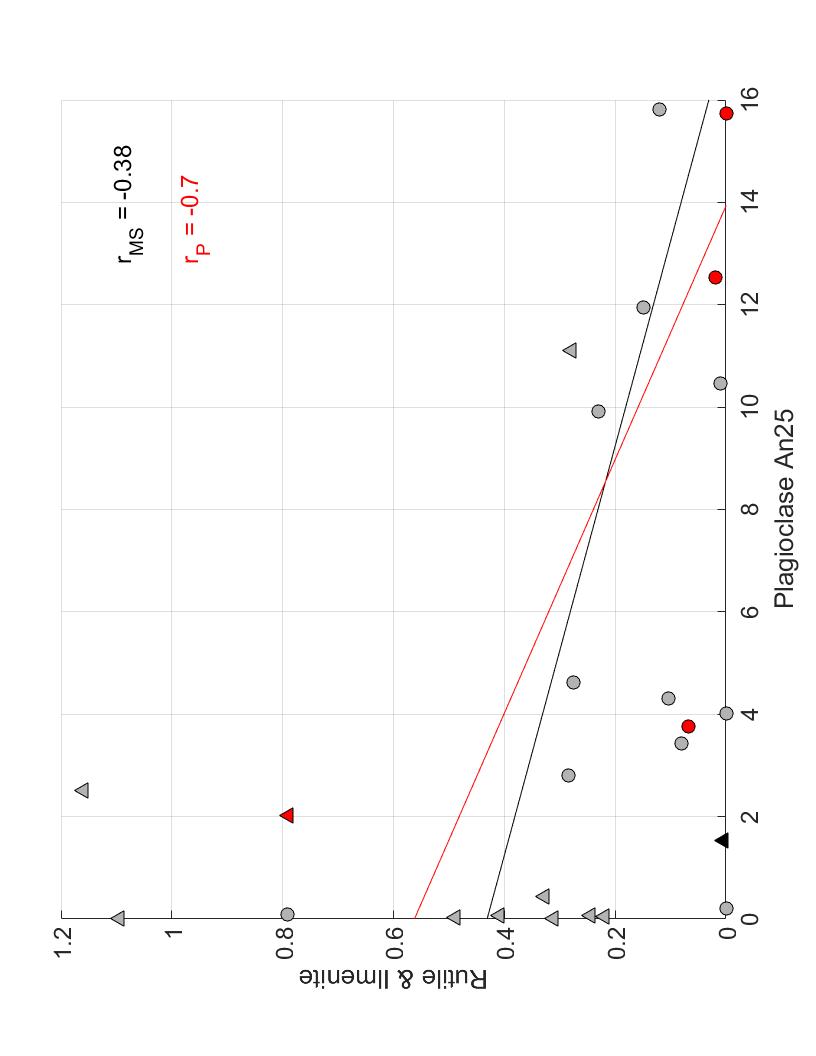 1.2
r_MS = -0.38
1
r_P = -0.7
0.8
Rutile & Ilmenite
0.6
0.4
0.2
0
0 2 4 6 8 10 12 14 16
Plagioclase An25